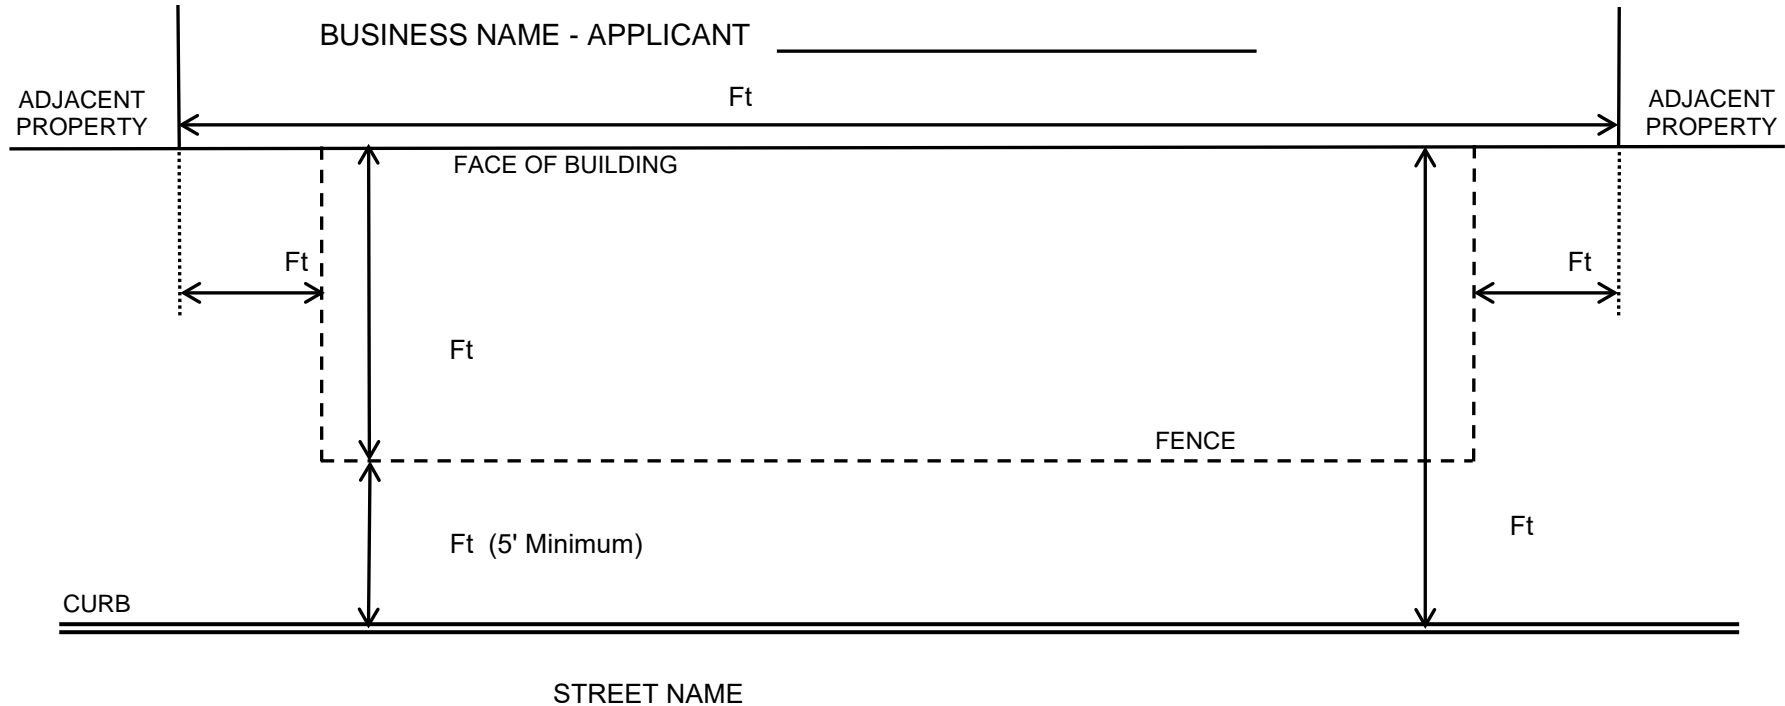 BUSINESS NAME - APPLICANT
Ft
ADJACENT
PROPERTY
ADJACENT
PROPERTY
FACE OF BUILDING
Ft
Ft
Ft
FENCE
Ft
Ft (5' Minimum)
CURB
STREET NAME